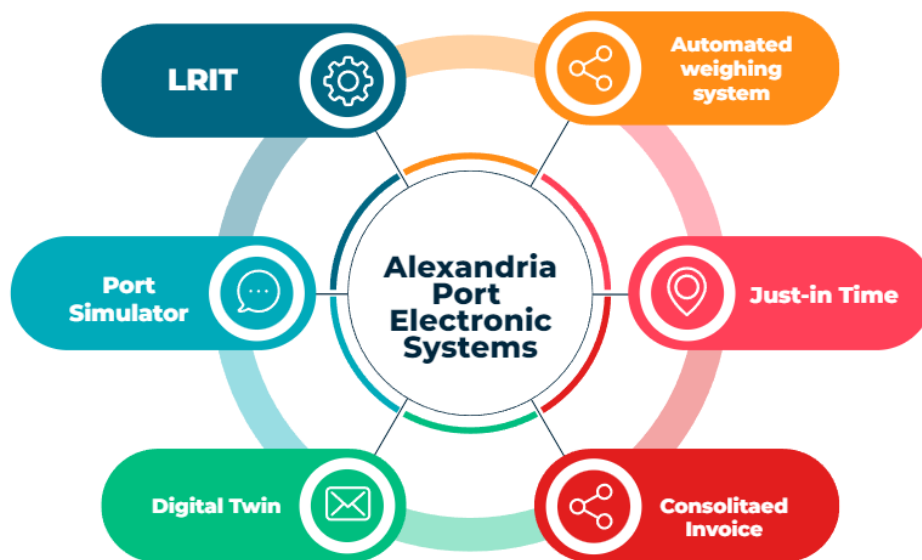 LRIT
Automated
weighing
system
Port
Simulator
Alexandria
Port
Electronic
Systems
Just-in Time
Digital Twin
Consolitaed
Invoice